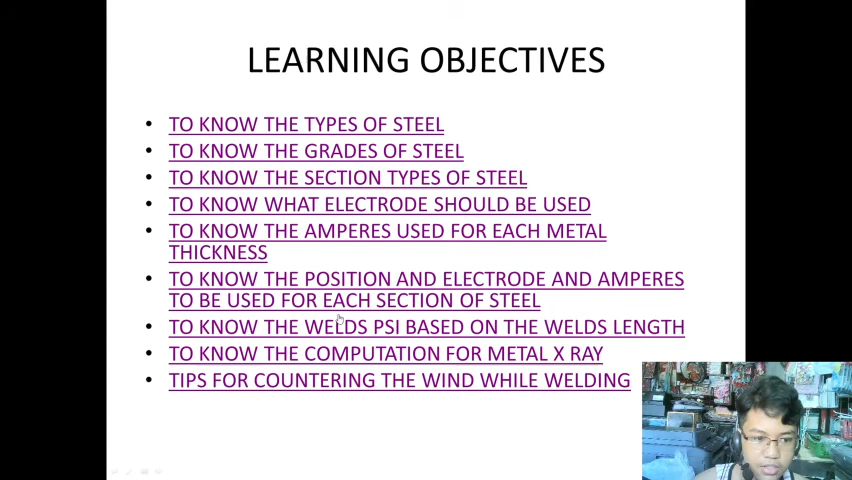 LEARNING OBJECTIVES
• TO KNOW THE TYPES OF STEEL
• TO KNOW THE GRADES OF STEEL
• TO KNOW THE SECTION TYPES OF STEEL
• TO KNOW WHAT ELECTRODE SHOULD BE USED
• TO KNOW THE AMPERES USED FOR EACH METAL
THICKNESS
• TO KNOW THE POSITION AND ELECTRODE AND AMPERES
TO BE USED FOR EACH SECTION OF STEEL
• TO KNOW THE WELDS PSI BASED ON THE WELDS LENGTH
• TO KNOW THE COMPUTATION FOR METAL X RAY
• TIPS FOR COUNTERING THE WIND WHILE WELDING